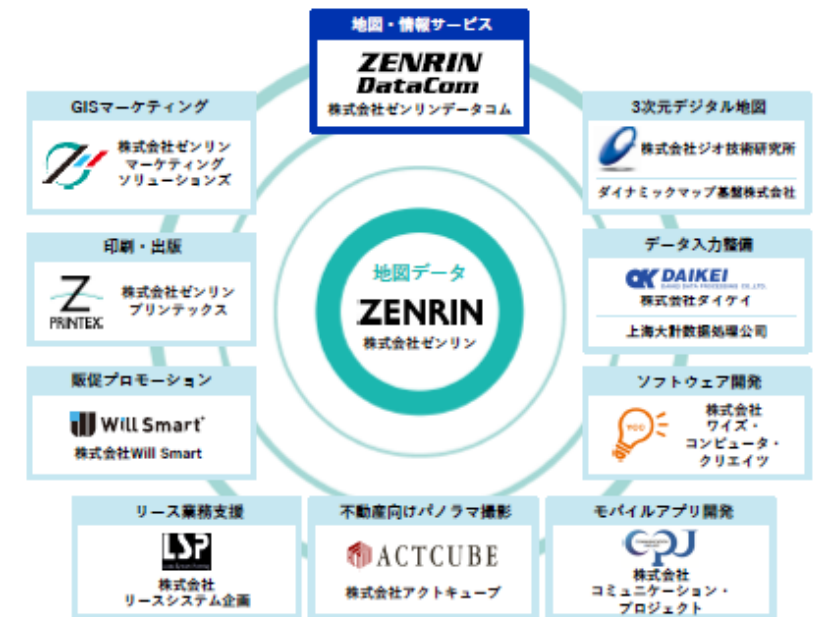 地図・情報サービス
ZENRIN
DataCom
株式会社ゼンリンデータコム
GISマーケティング
株式会社ゼンリン
マーケティング
ソリューションズ
3次元デジタル地図
株式会社ジオ技術研究所
ダイナミックマップ基盤株式会社
印刷・出版
Z
PRINTEX
株式会社ゼンリン
プリンテックス
地図データ
ZENRIN
株式会社ゼンリン
データ入力整備
DAIKEI
株式会社ダイケイ
上海大計数据処理公司
販促プロモーション
Will Smart
株式会社Will Smart
ソフトウェア開発
YCC
株式会社
ワイズ・
コンピュータ・
クリエイツ
リース業務支援
LSP
株式会社
リースシステム企画
不動産向けパノラマ撮影
ACTCUBE
株式会社アクトキューブ
モバイルアプリ開発
CPJ
株式会社
コミュニケーション・
プロジェクト